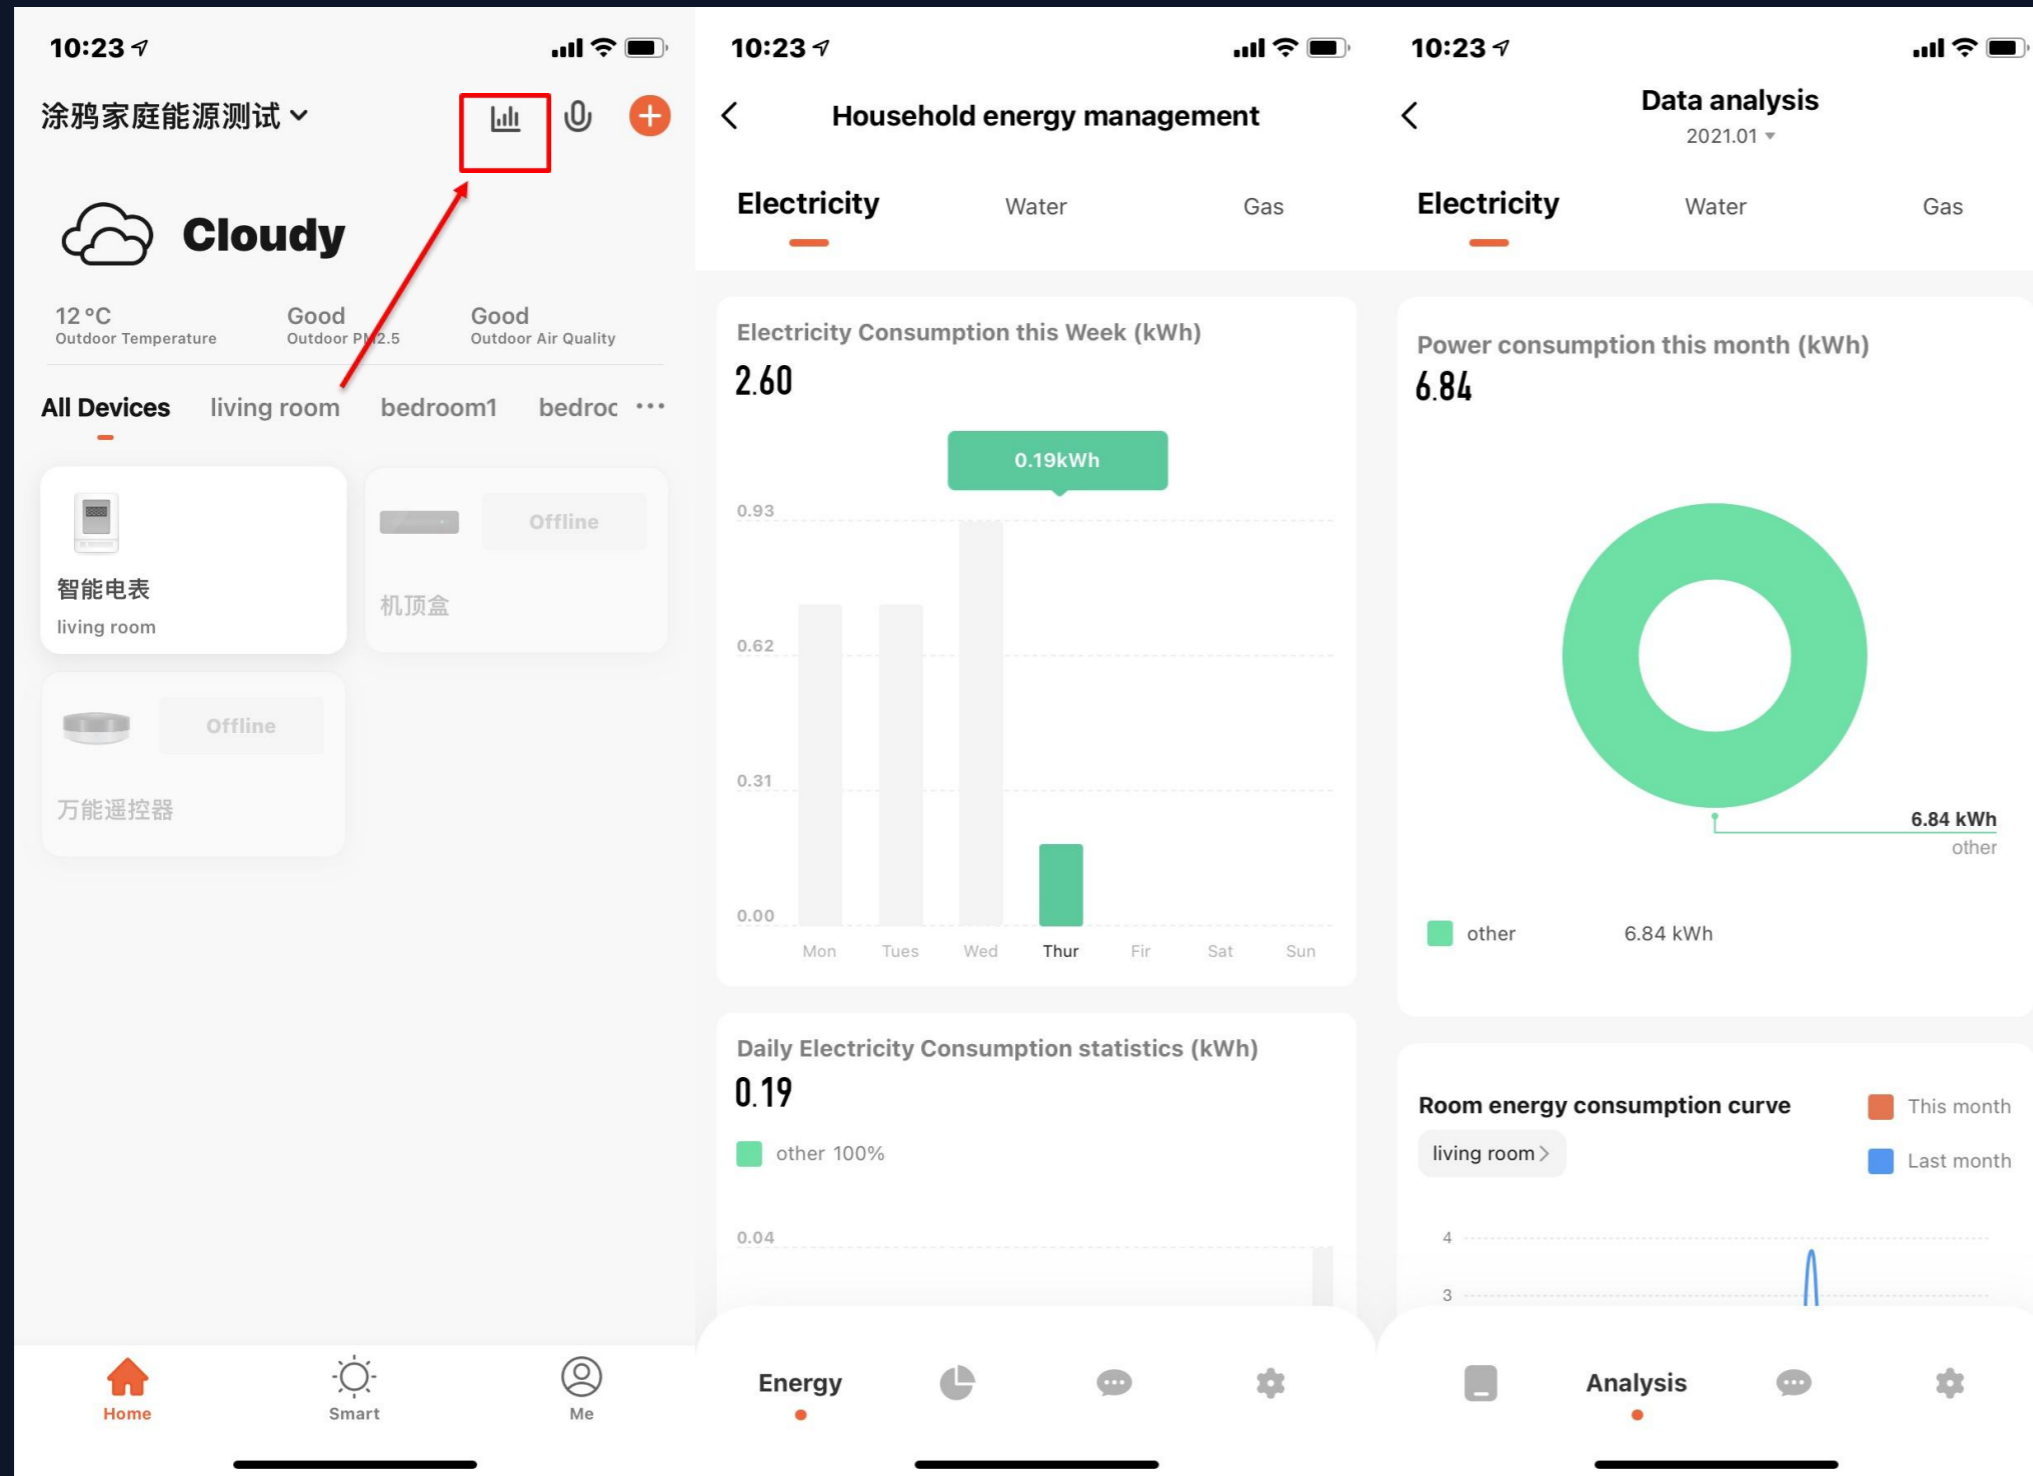 10:23
涂鸦家庭能源测试
Cloudy
12 °C
Outdoor Temperature
Good
Outdoor PM2.5
Good
Outdoor Air Quality
All Devices
living room
bedroom1
bedroc
智能电表
living room
Offline
机顶盒
Offline
万能遥控器
Home
Smart
Me
10:23
Household energy management
Electricity
Water
Gas
Electricity Consumption this Week (kWh)
2.60
0.19kWh
0.93
0.62
0.31
0.00
Mon
Tues
Wed
Thur
Fir
Sat
Sun
Daily Electricity Consumption statistics (kWh)
0.19
other 100%
0.04
Energy
10:23
Data analysis
2021.01
Electricity
Water
Gas
Power consumption this month (kWh)
6.84
6.84 kWh
other
other 6.84 kWh
Room energy consumption curve
This month
living room
Last month
4
3
Analysis